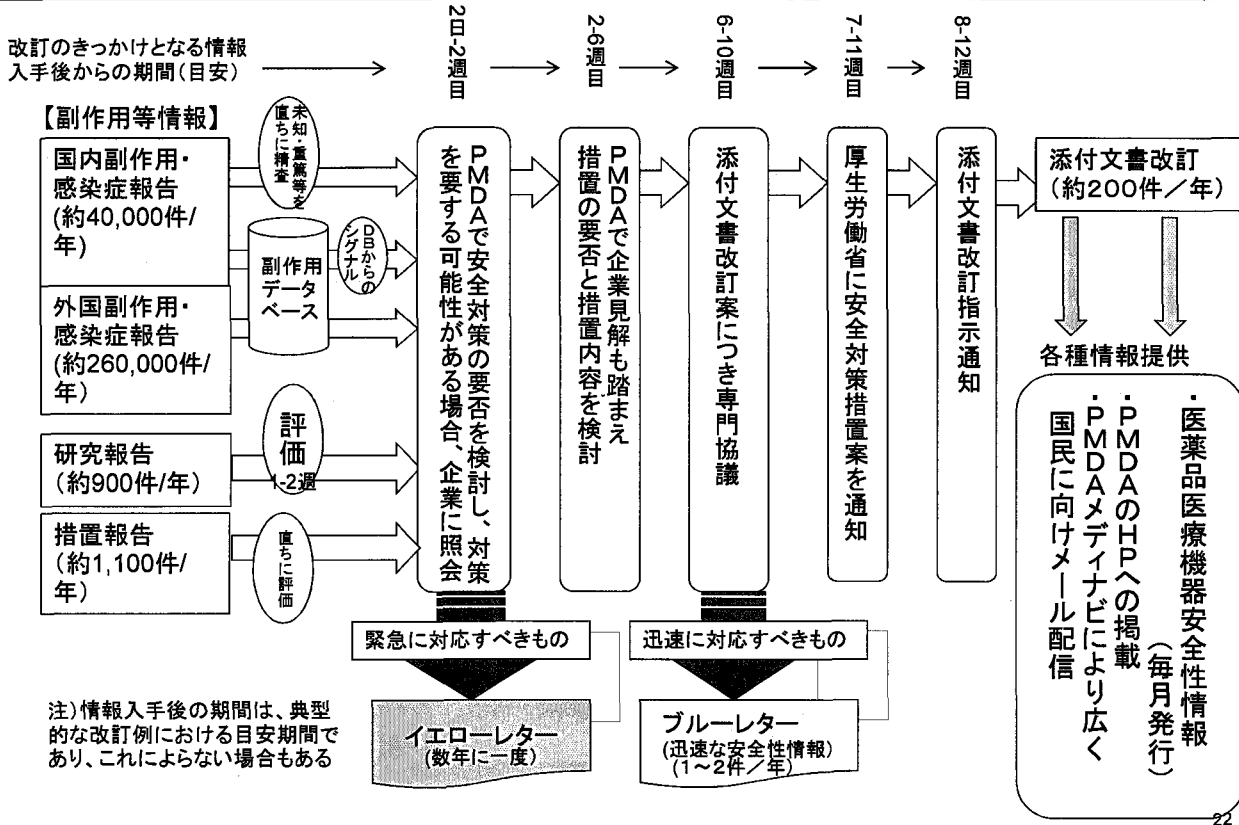 改訂のきっかけとなる情報
入手後からの期間(目安)
2日-2週目
2-6週目
6-10週目
7-11週目
8-12週目
【副作用等情報】
国内副作用・
感染症報告
(約40,000件/
年)
外国副作用・
感染症報告
(約260,000件/
年)
研究報告
(約900件/年)
措置報告
(約1,100件/
年)
未知・重篤等を
直ちに精査
副作用
データ
ベース
DBからの
シグナル
評価
1-2週
直ちに評価
PMDAで安全対策の要否を検討し、対策
を要する可能性がある場合、企業に照会
PMDAで企業見解も踏まえ
措置の要否と措置内容を検討
添付文書改訂案につき専門協議
厚生労働省に安全対策措置案を通知
添付文書改訂指示通知
添付文書改訂
(約200件/年)
各種情報提供
・医薬品医療機器安全性情報
(毎月発行)
・PMDAのHPへの掲載
・PMDAメディナビにより広く
国民に向けメール配信
緊急に対応すべきもの
イエローレター
(数年に一度)
迅速に対応すべきもの
ブルーレター
(迅速な安全性情報)
(1~2件/年)
注)情報入手後の期間は、典型
的な改訂例における目安期間で
あり、これによらない場合もある
22